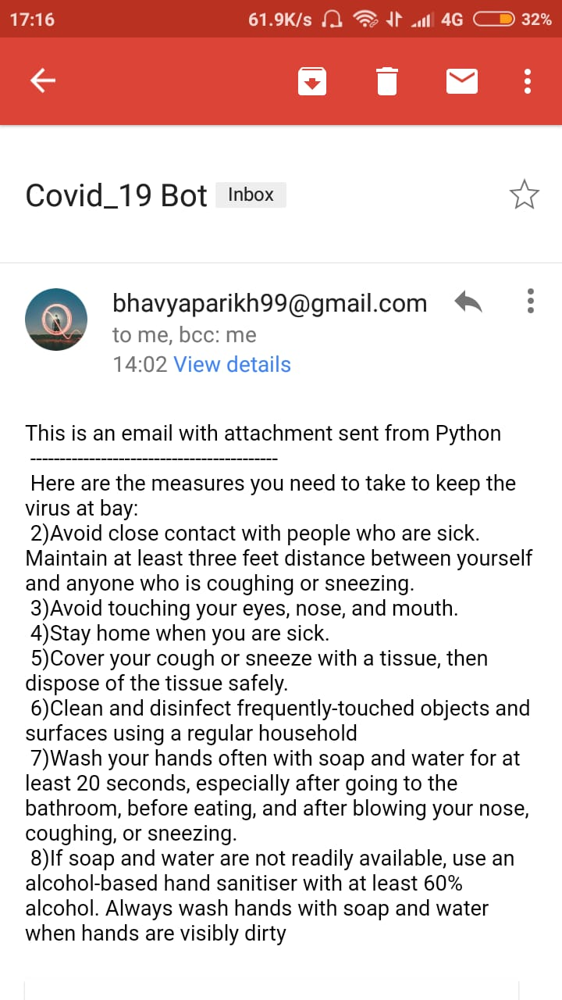 17:16 61.9K/s 4G 32%
Covid_19 Bot Inbox
bhavyaparikh99@gmail.com
to me, bcc: me
14:02 View details
This is an email with attachment sent from Python
------------------------------------------
Here are the measures you need to take to keep the
virus at bay:
2)Avoid close contact with people who are sick.
Maintain at least three feet distance between yourself
and anyone who is coughing or sneezing.
3)Avoid touching your eyes, nose, and mouth.
4)Stay home when you are sick.
5)Cover your cough or sneeze with a tissue, then
dispose of the tissue safely.
6)Clean and disinfect frequently-touched objects and
surfaces using a regular household
7)Wash your hands often with soap and water for at
least 20 seconds, especially after going to the
bathroom, before eating, and after blowing your nose,
coughing, or sneezing.
8)If soap and water are not readily available, use an
alcohol-based hand sanitiser with at least 60%
alcohol. Always wash hands with soap and water
when hands are visibly dirty